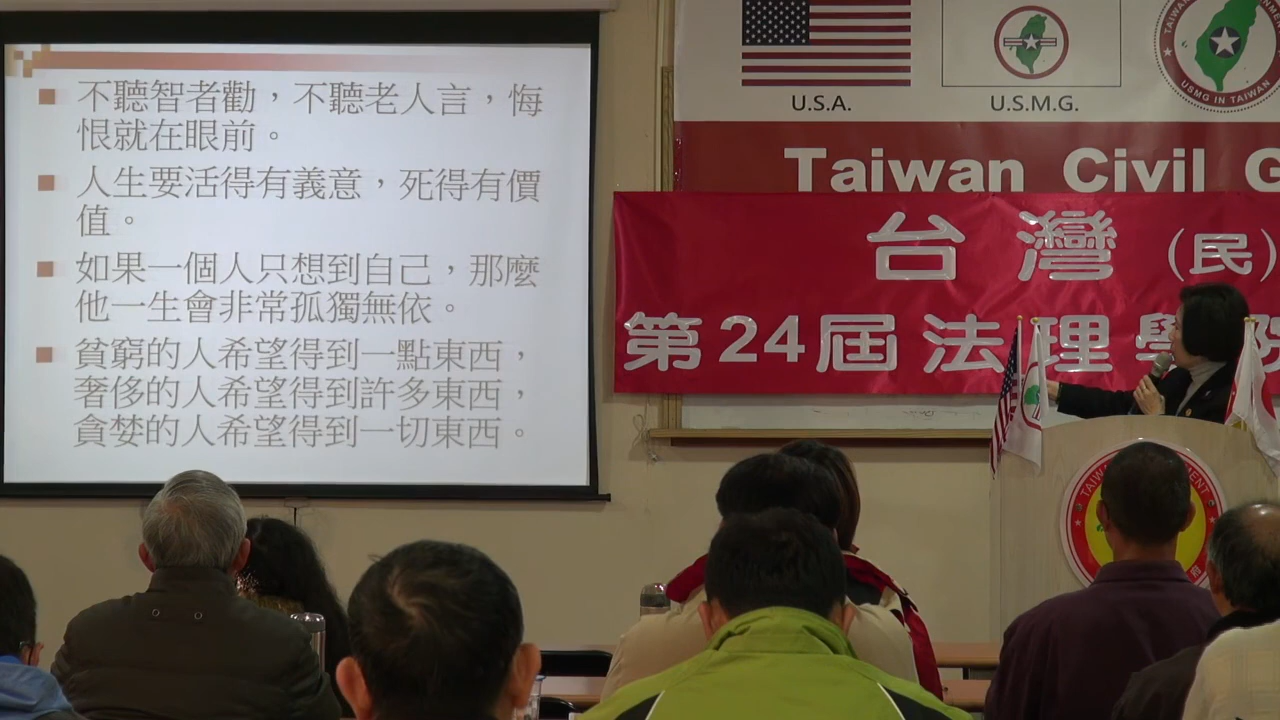 不聽智者勸，不聽老人言，悔
恨就在眼前。
人生要活得有義意，死得有價
值。
如果一個人只想到自己，那麼
他一生會非常孤獨無依。
貧窮的人希望得到一點東西，
奢侈的人希望得到許多東西，
貪婪的人希望得到一切東西。
U.S.A.
U.S.M.G.
USMG IN TAIWAN
Taiwan Civil G
台灣（民）
第24屆法理學院